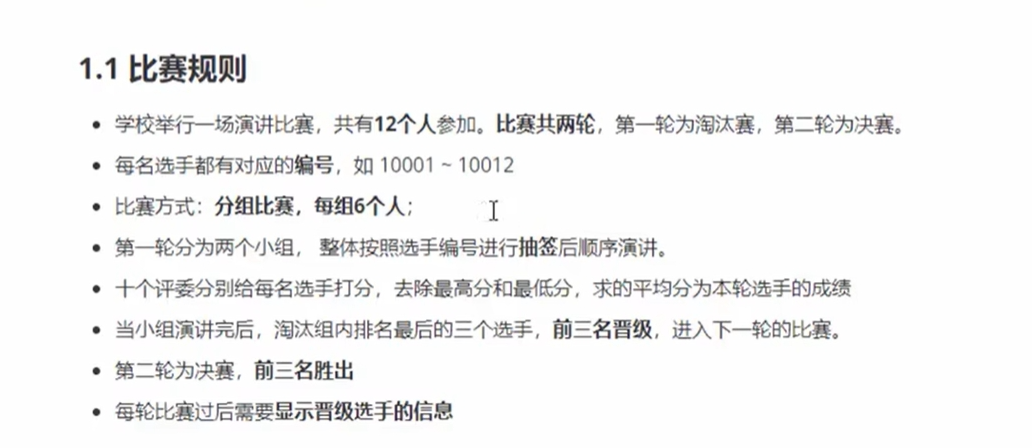 1.1 比赛规则
学校举行一场演讲比赛，共有12个人参加。比赛共两轮，第一轮为淘汰赛，第二轮为决赛。
每名选手都有对应的编号，如 10001 ~ 10012
比赛方式：分组比赛，每组6个人；
第一轮分为两个小组， 整体按照选手编号进行抽签后顺序演讲。
十个评委分别给每名选手打分，去除最高分和最低分，求的平均分为本轮选手的成绩
当小组演讲完后，淘汰组内排名最后的三个选手，前三名晋级，进入下一轮的比赛。
第二轮为决赛，前三名胜出
每轮比赛过后需要显示晋级选手的信息